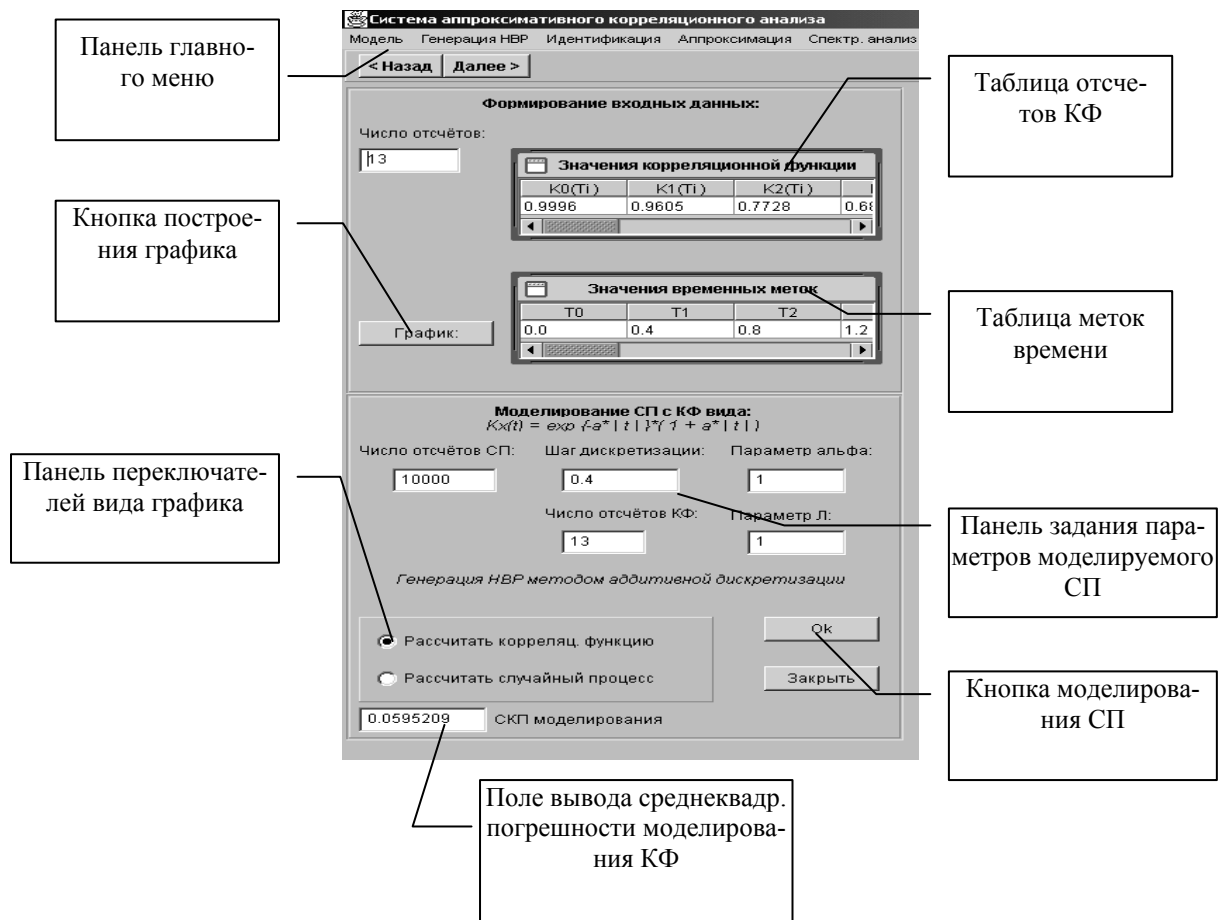 Система аппроксимативного корреляционного анализа
Модель Генерация НВР Идентификация Аппроксимация Спектр. анализ
< Назад Далее >
Панель главно-
го меню
Формирование входных данных:
Число отсчётов:
13
Значения корреляционной функции
K0(Ti) K1(Ti) K2(Ti)
0.9996 0.9605 0.7728 0.68
Таблица отсче-
тов КФ
Кнопка построе-
ния графика
График:
Значения временных меток
T0 T1 T2
0.0 0.4 0.8 1.2
Таблица меток
времени
Моделирование СП с КФ вида:
Kx(t) = exp {-a*| t | }*( 1 + a*| t | )
Число отсчётов СП: Шаг дискретизации: Параметр альфа:
10000 0.4 1
Число отсчётов КФ: Параметр Л:
13 1
Генерация НВР методом аддитивной дискретизации
Панель переключате-
лей вида графика
Панель задания пара-
метров моделируемого
СП
Рассчитать корреляц. функцию
Рассчитать случайный процесс
Ok
Закрыть
0.0595209 СКП моделирования
Кнопка моделирова-
ния СП
Поле вывода среднеквадр.
погрешности моделирова-
ния КФ